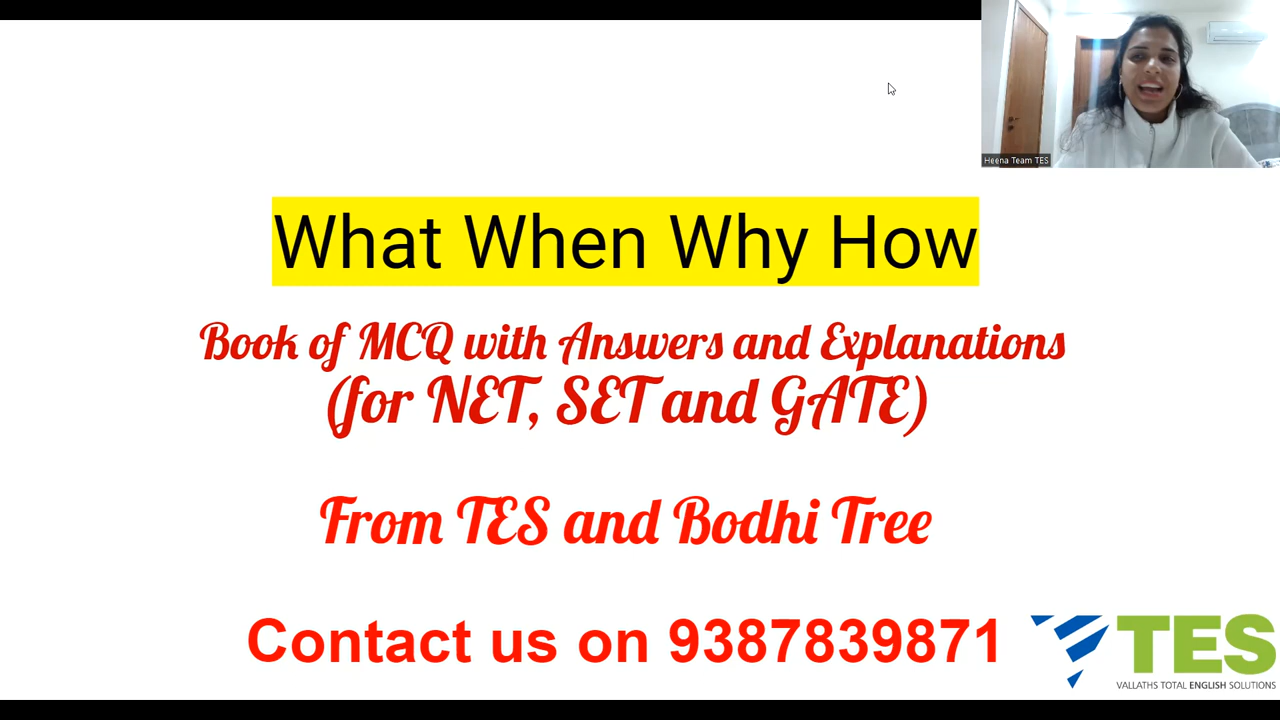 Heena Team TES
What When Why How
Book of MCQ with Answers and Explanations
(for NET, SET and GATE)
From TES and Bodhi Tree
Contact us on 9387839871
TES
VALLATHS TOTAL ENGLISH SOLUTIONS